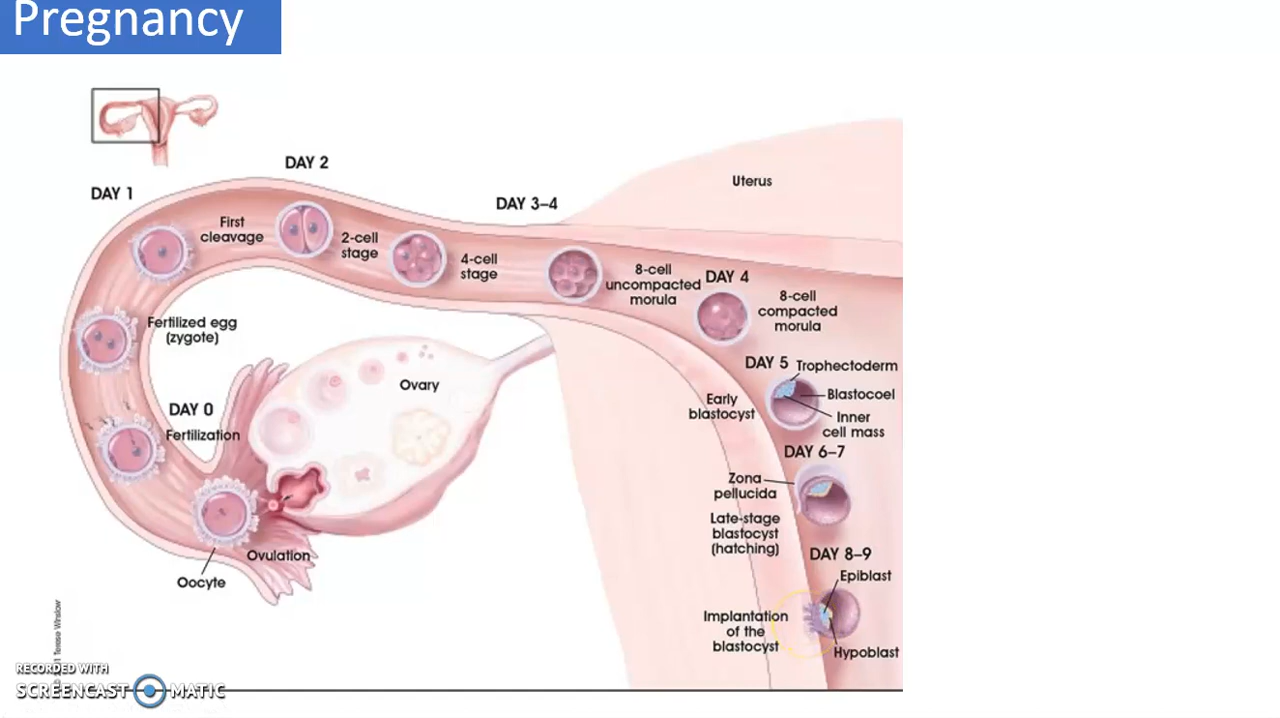 Pregnancy
DAY 2
DAY 1
DAY 3–4
Uterus
First
cleavage
2-cell
stage
4-cell
stage
8-cell
uncompacted
morula
DAY 4
8-cell
compacted
morula
Fertilized egg
(zygote)
DAY 0
Fertilization
Ovary
DAY 5
Trophectoderm
Blastocoel
Inner
cell mass
Early
blastocyst
DAY 6–7
Zona
pellucida
Late-stage
blastocyst
(hatching)
Ovulation
Oocyte
DAY 8–9
Epiblast
Implantation
of the
blastocyst
Hypoblast
Terese Winslow
RECORDED WITH
SCREENCAST MATIC